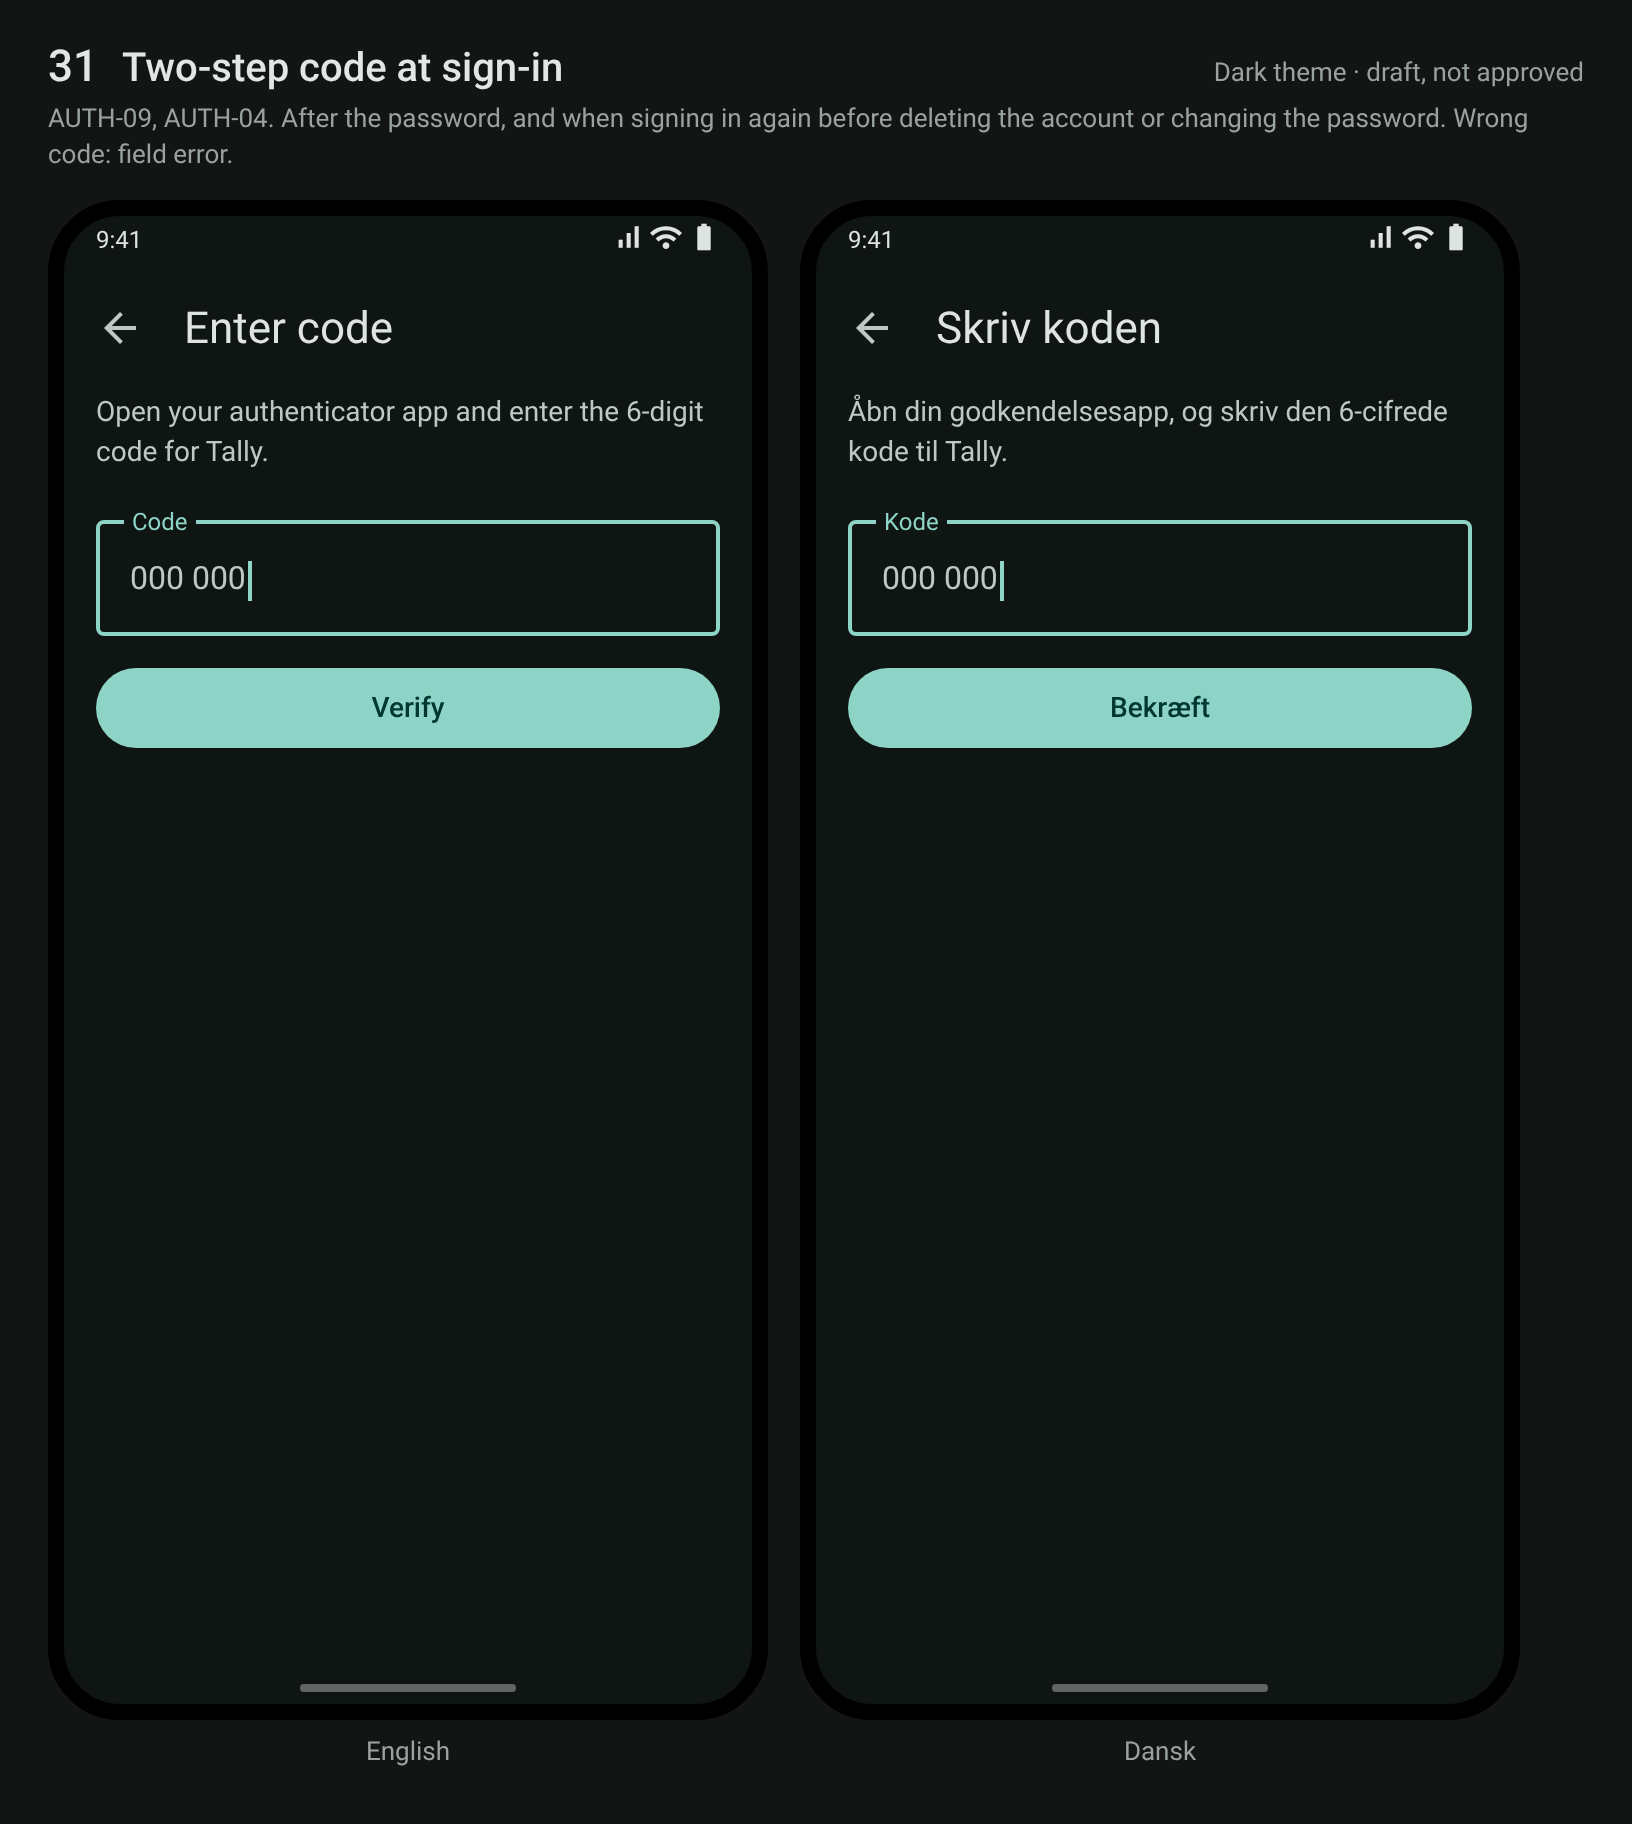 31 Two-step code at sign-in
Dark theme · draft, not approved
AUTH-09, AUTH-04. After the password, and when signing in again before deleting the account or changing the password. Wrong
code: field error.
9:41
Enter code
Open your authenticator app and enter the 6-digit
code for Tally.
Code
000 000
Verify
English
9:41
Skriv koden
Åbn din godkendelsesapp, og skriv den 6-cifrede
kode til Tally.
Kode
000 000
Bekræft
Dansk